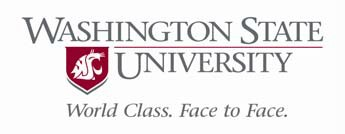 WASHINGTON STATE
UNIVERSITY
World Class. Face to Face.